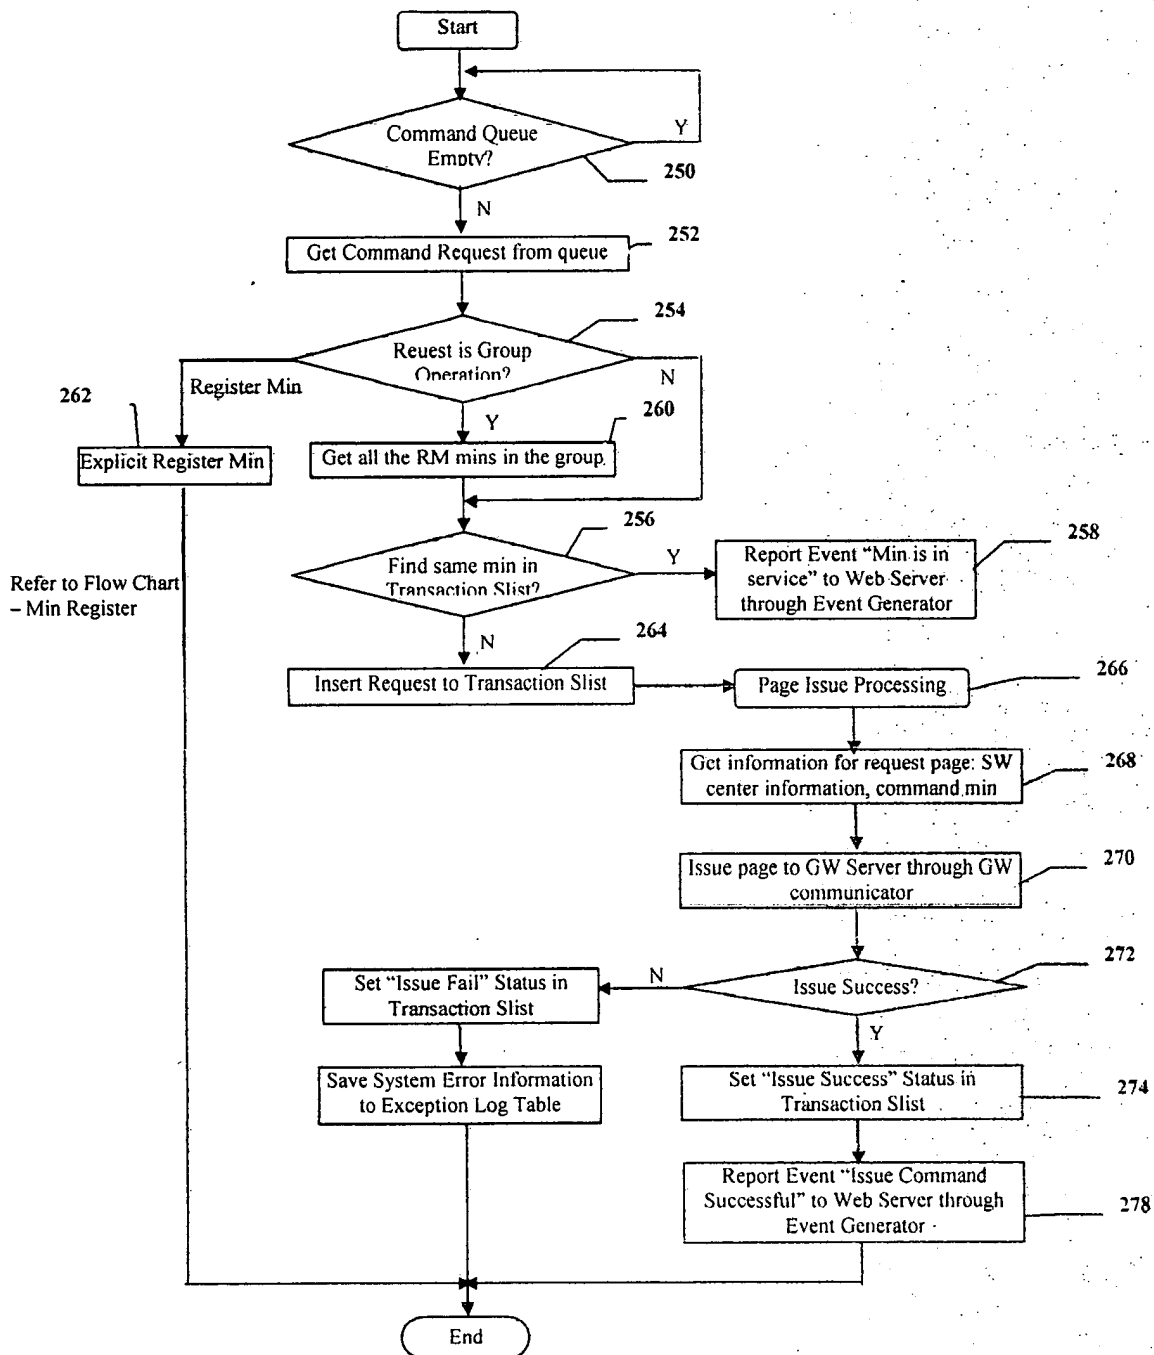 Start
Command Queue
Empty?
Y
250
N
Get Command Request from queue
252
254
Reuest is Group
Operation?
N
Register Min
262
Y
260
Explicit Register Min
Get all the RM mins in the group
256
Find same min in
Transaction Slist?
Y
Report Event “Min is in
service” to Web Server
through Event Generator
258
Refer to Flow Chart
– Min Register
N
264
Insert Request to Transaction Slist
Page Issue Processing
266
Get information for request page: SW
center information, command,min
268
Issue page to GW Server through GW
communicator
270
272
Issue Success?
N
Set “Issue Fail” Status in
Transaction Slist
Y
Save System Error Information
to Exception Log Table
Set “Issue Success” Status in
Transaction Slist
274
Report Event “Issue Command
Successful” to Web Server through
Event Generator
278
End